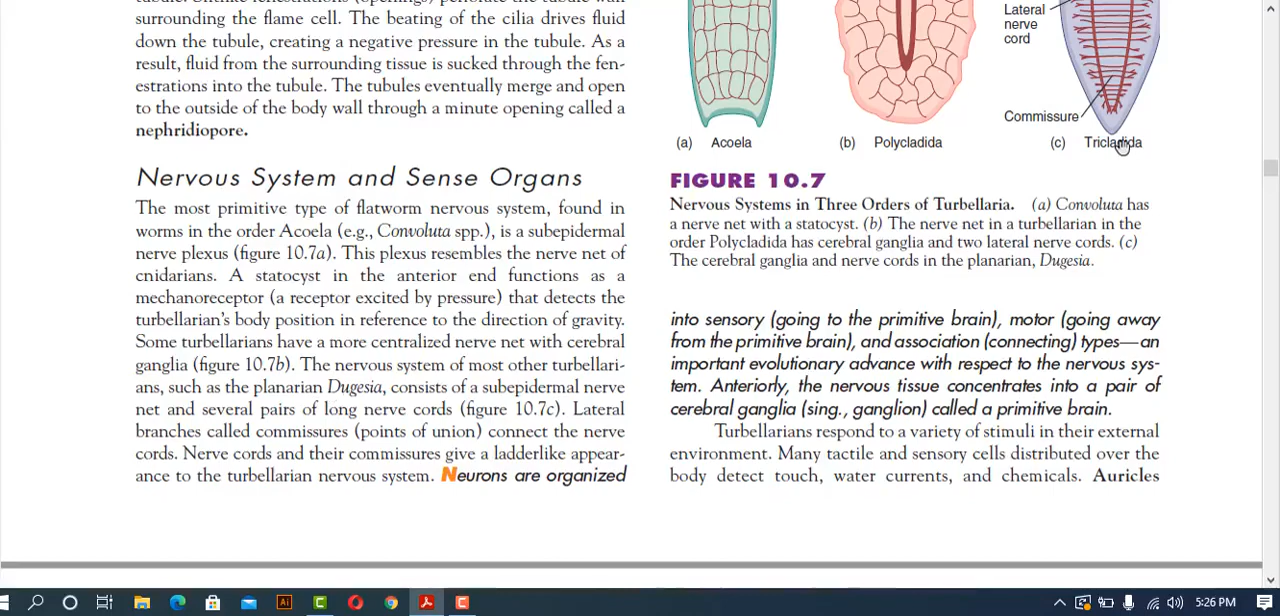 surrounding the flame cell. The beating of the cilia drives fluid
down the tubule, creating a negative pressure in the tubule. As a
result, fluid from the surrounding tissue is sucked through the fen-
estrations into the tubule. The tubules eventually merge and open
to the outside of the body wall through a minute opening called a
nephridiopore.
Nervous System and Sense Organs
The most primitive type of flatworm nervous system, found in
worms in the order Acoela (e.g., Convoluta spp.), is a subepidermal
nerve plexus (figure 10.7a). This plexus resembles the nerve net of
cnidarians. A statocyst in the anterior end functions as a
mechanoreceptor (a receptor excited by pressure) that detects the
turbellarian's body position in reference to the direction of gravity.
Some turbellarians have a more centralized nerve net with cerebral
ganglia (figure 10.7b). The nervous system of most other turbellari-
ans, such as the planarian Dugesia, consists of a subepidermal nerve
net and several pairs of long nerve cords (figure 10.7c). Lateral
branches called commissures (points of union) connect the nerve
cords. Nerve cords and their commissures give a ladderlike appear-
ance to the turbellarian nervous system. Neurons are organized
Lateral
nerve
cord
Commissure
(a) Acoela
(b) Polycladida
(c) Tricladida
FIGURE 10.7
Nervous Systems in Three Orders of Turbellaria. (a) Convoluta has
a nerve net with a statocyst. (b) The nerve net in a turbellarian in the
order Polycladida has cerebral ganglia and two lateral nerve cords. (c)
The cerebral ganglia and nerve cords in the planarian, Dugesia.
into sensory (going to the primitive brain), motor (going away
from the primitive brain), and association (connecting) types—an
important evolutionary advance with respect to the nervous sys-
tem. Anteriorly, the nervous tissue concentrates into a pair of
cerebral ganglia (sing., ganglion) called a primitive brain.
Turbellarians respond to a variety of stimuli in their external
environment. Many tactile and sensory cells distributed over the
body detect touch, water currents, and chemicals. Auricles
Ai
5:26 PM